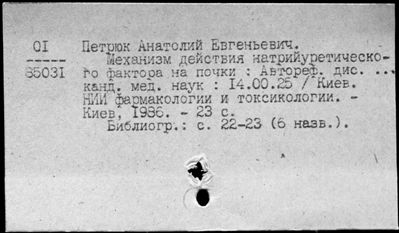 OI Петрюк Анатолий Евгеньевич.
----- Механизм действия натрийуретическо-
85031 го фактора на почки : Автореф. дис. ...
канд. мед. наук : 14.00.25 / Киев.
НИИ фармакологии и токсикологии. -
Киев, 1986. - 23 с.
Библиогр.: с. 22-23 (6 назв.).